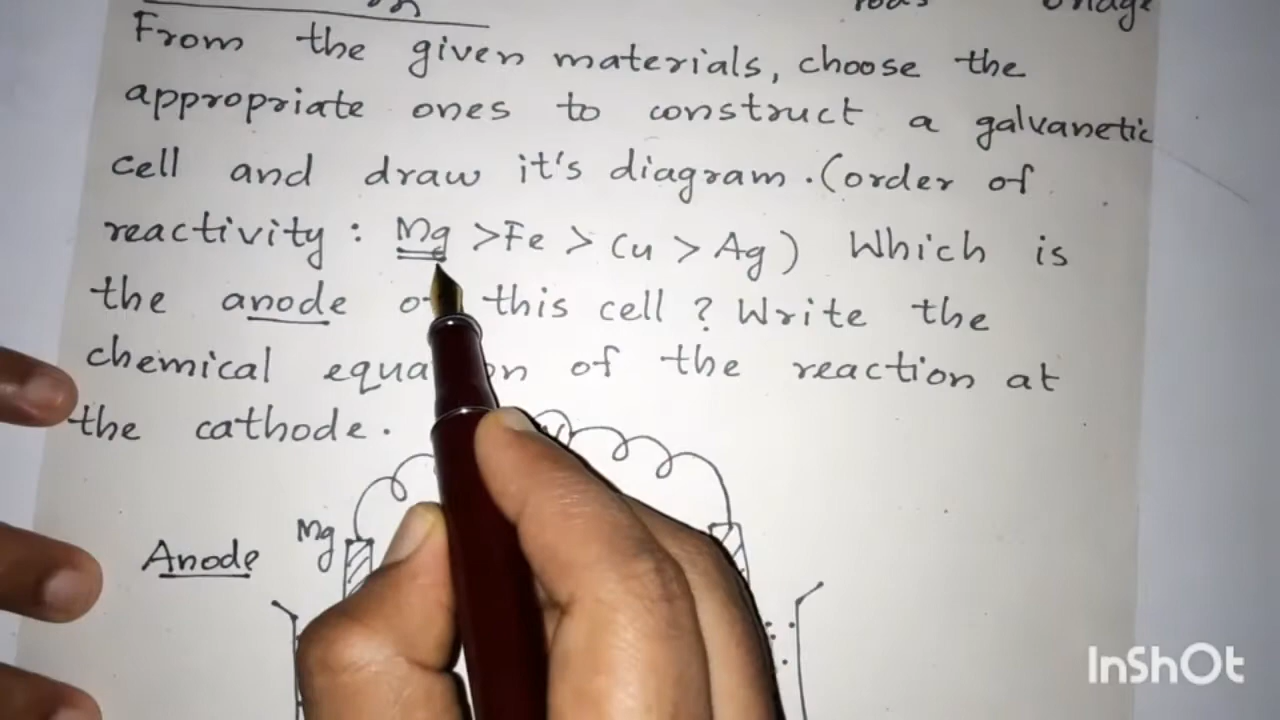 From the given materials, choose the
appropriate ones to construct a galvanetic
cell and draw it's diagram. (order of
reactivity : Mg > Fe > Cu > Ag) Which is
the anode this cell ? Write the
chemical of the reaction at
the cathode.
Mg
Anode
InShOt